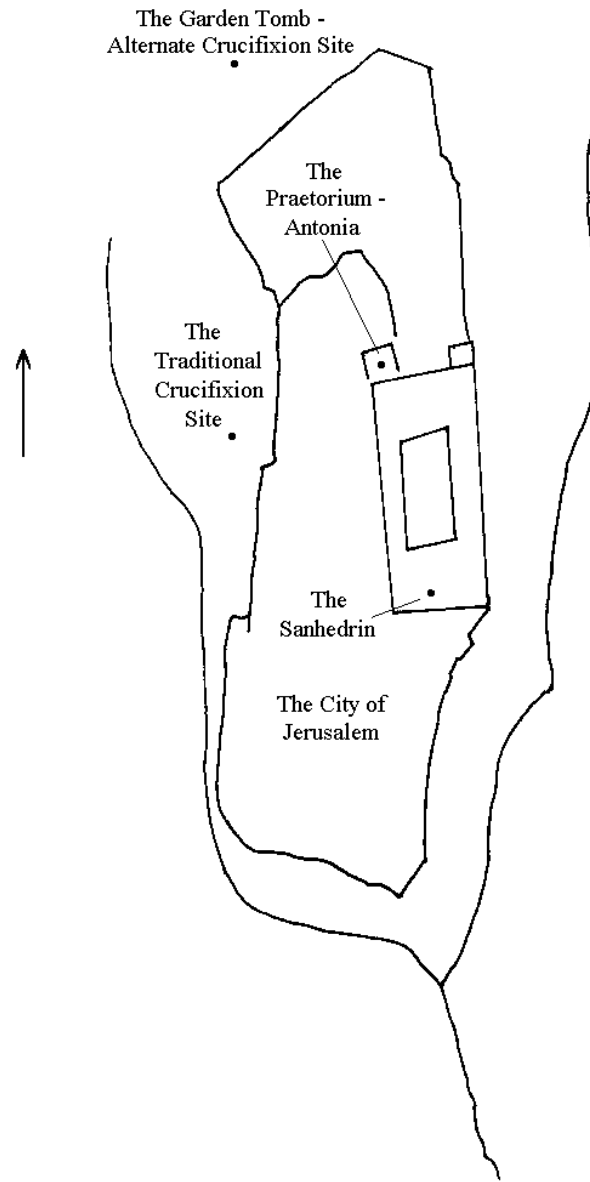 The Garden Tomb -
Alternate Crucifixion Site
The
Praetorium -
Antonia
The
Traditional
Crucifixion
Site
The
Sanhedrin
The City of
Jerusalem